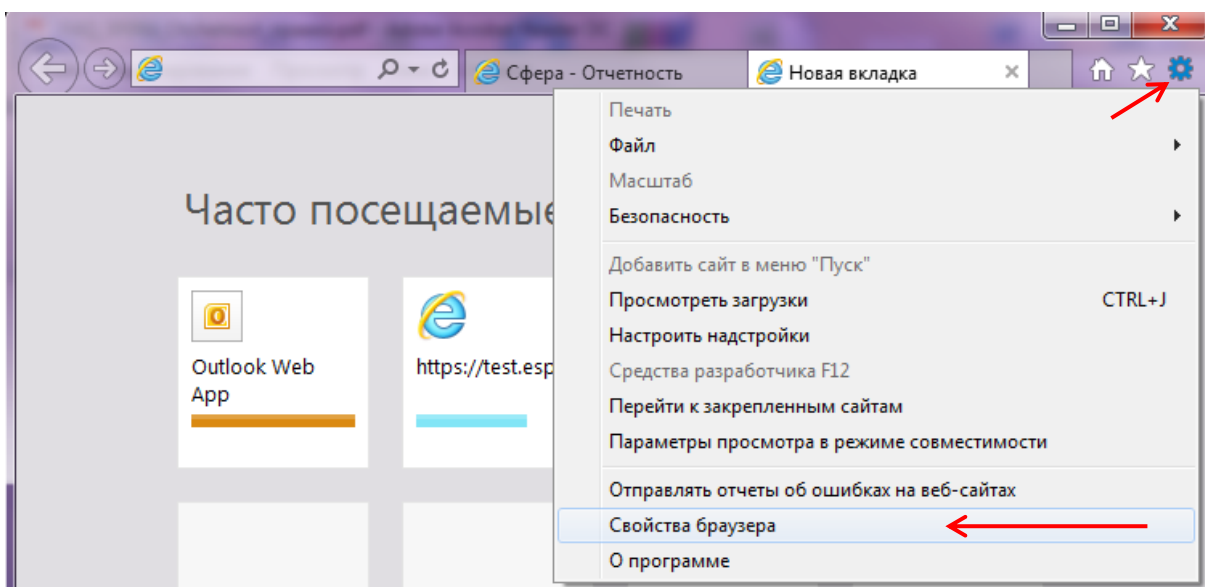 Сфера - Отчетность
Новая вкладка
Печать
Файл
Масштаб
Безопасность
Добавить сайт в меню "Пуск"
Просмотреть загрузки CTRL+J
Настроить надстройки
Средства разработчика F12
Перейти к закрепленным сайтам
Параметры просмотра в режиме совместимости
Отправлять отчеты об ошибках на веб-сайтах
Свойства браузера
О программе
Часто посещаемые
Outlook Web
App
https://test.esp